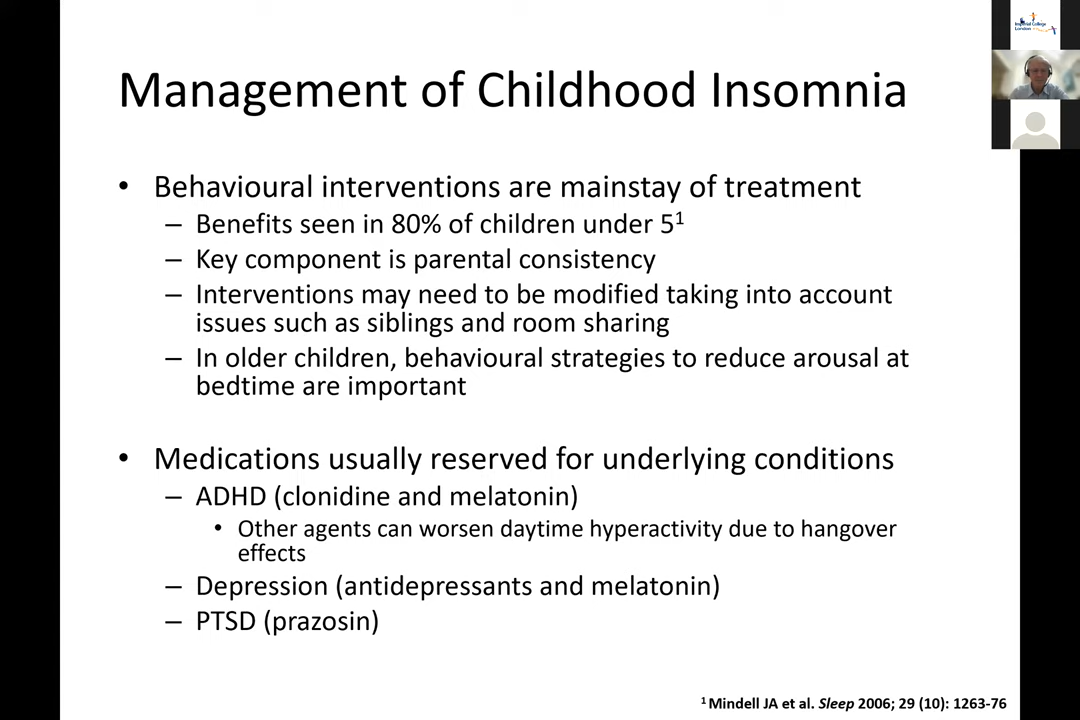 Imperial College
London
Management of Childhood Insomnia
• Behavioural interventions are mainstay of treatment
– Benefits seen in 80% of children under 5¹
– Key component is parental consistency
– Interventions may need to be modified taking into account
issues such as siblings and room sharing
– In older children, behavioural strategies to reduce arousal at
bedtime are important
• Medications usually reserved for underlying conditions
– ADHD (clonidine and melatonin)
• Other agents can worsen daytime hyperactivity due to hangover
effects
– Depression (antidepressants and melatonin)
– PTSD (prazosin)
¹ Mindell JA et al. Sleep 2006; 29 (10): 1263-76